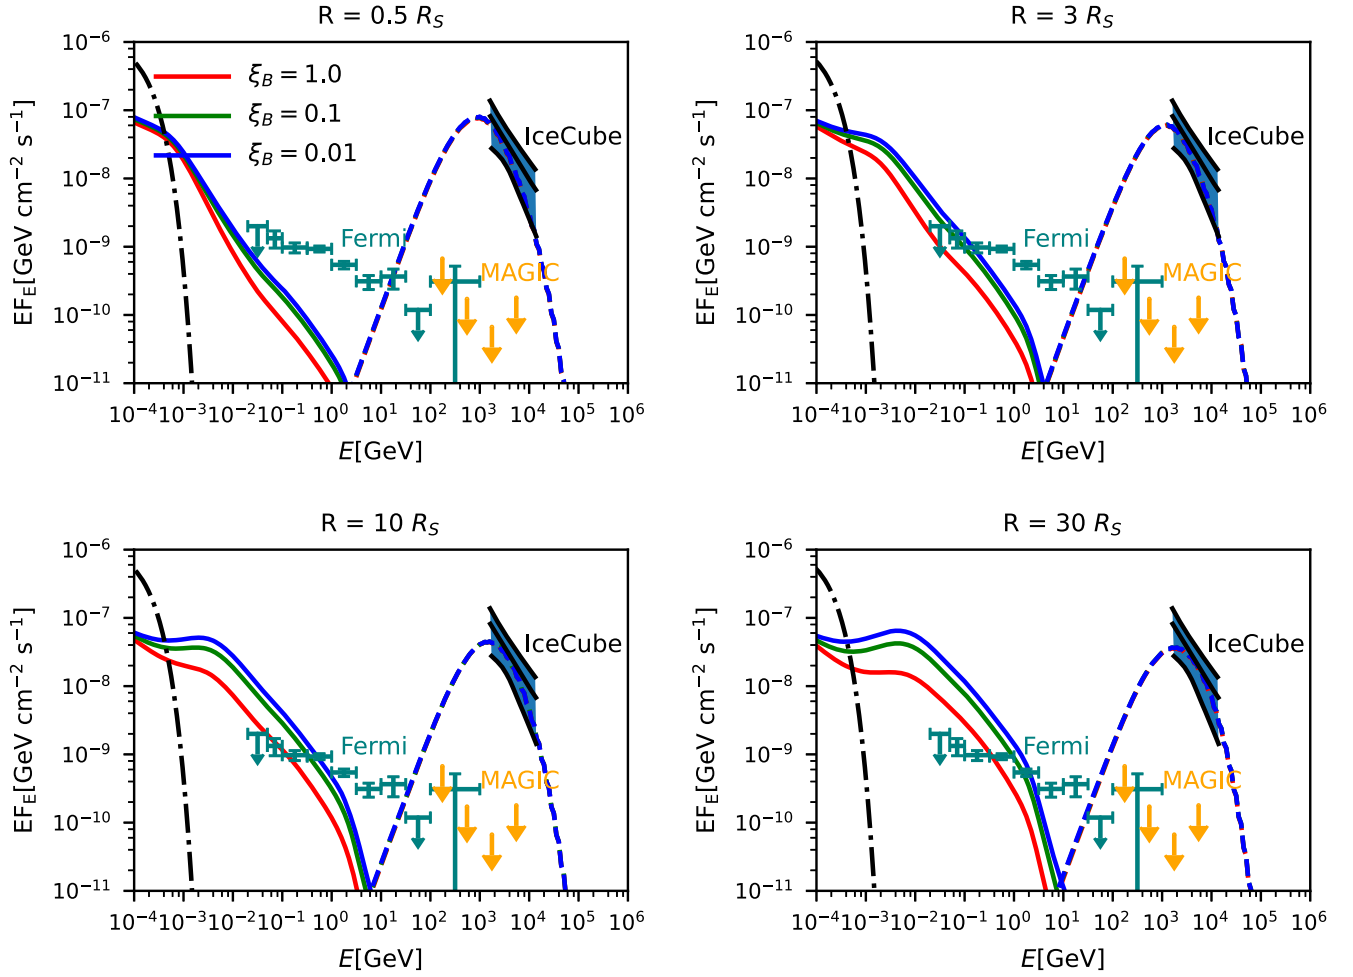 R = 0.5 R_S
10^−6
10^−7
10^−8
10^−9
10^−10
10^−11
EF_E[GeV cm^−2 s^−1]
ξ_B = 1.0
ξ_B = 0.1
ξ_B = 0.01
IceCube
Fermi
MAGIC
10^−4 10^−3 10^−2 10^−1 10^0 10^1 10^2 10^3 10^4 10^5 10^6
E[GeV]
R = 3 R_S
10^−6
10^−7
10^−8
10^−9
10^−10
10^−11
EF_E[GeV cm^−2 s^−1]
IceCube
Fermi
MAGIC
10^−4 10^−3 10^−2 10^−1 10^0 10^1 10^2 10^3 10^4 10^5 10^6
E[GeV]
R = 10 R_S
10^−6
10^−7
10^−8
10^−9
10^−10
10^−11
EF_E[GeV cm^−2 s^−1]
IceCube
Fermi
MAGIC
10^−4 10^−3 10^−2 10^−1 10^0 10^1 10^2 10^3 10^4 10^5 10^6
E[GeV]
R = 30 R_S
10^−6
10^−7
10^−8
10^−9
10^−10
10^−11
EF_E[GeV cm^−2 s^−1]
IceCube
Fermi
MAGIC
10^−4 10^−3 10^−2 10^−1 10^0 10^1 10^2 10^3 10^4 10^5 10^6
E[GeV]